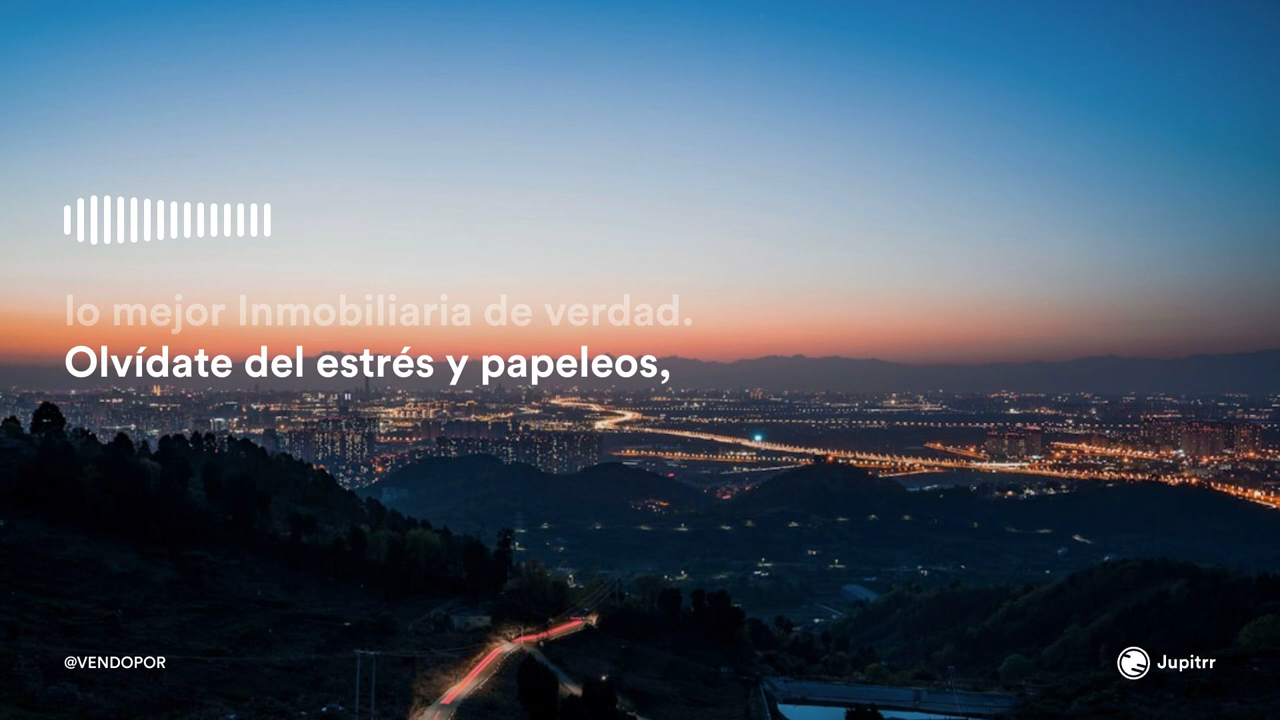 lo mejor Inmobiliaria de verdad.
Olvídate del estrés y papeleos,
@VENDOPOR
Jupitrr